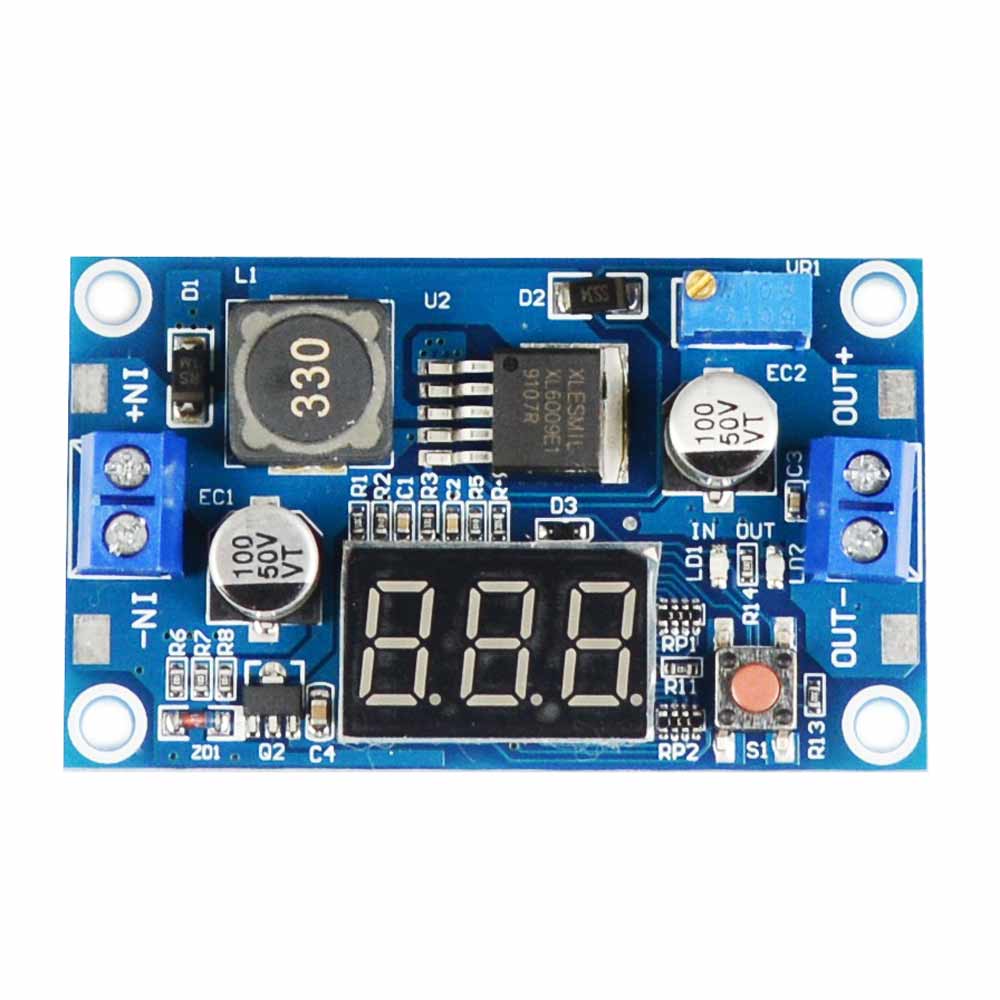 L1
D1
U2
D2
SS34
VR1
+NI
330
XLESMIL
XL6009E1
9107R
EC2
OUT+
100
50V
VT
EC1
R1
R2
C1
R3
C2
R5
D3
C3
IN
OUT
100
50V
VT
LD1
R14
-NI
R6
R7
R8
RP1
R11
OUT-
ZD1
Q2
C4
RP2
S1
R13